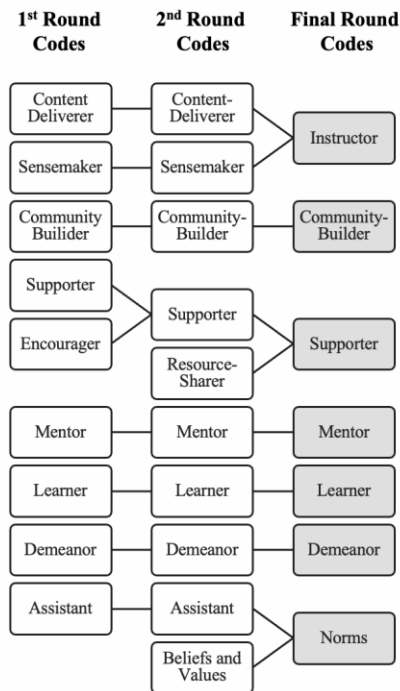 1st Round Codes
2nd Round Codes
Final Round Codes
Content Deliverer
Content-Deliverer
Instructor
Sensemaker
Sensemaker
Community Builider
Community-Builder
Community-Builder
Supporter
Encourager
Supporter
Resource-Sharer
Supporter
Mentor
Mentor
Mentor
Learner
Learner
Learner
Demeanor
Demeanor
Demeanor
Assistant
Assistant
Beliefs and Values
Norms